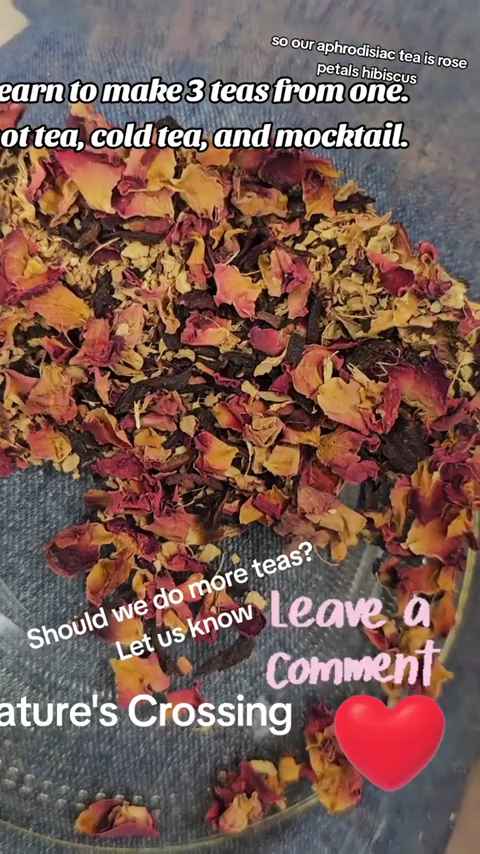 so our aphrodisiac tea is rose
petals hibiscus
earn to make 3 teas from one.
ot tea, cold tea, and mocktail.
Should we do more teas?
Let us know
Leave a
comment
ature's Crossing